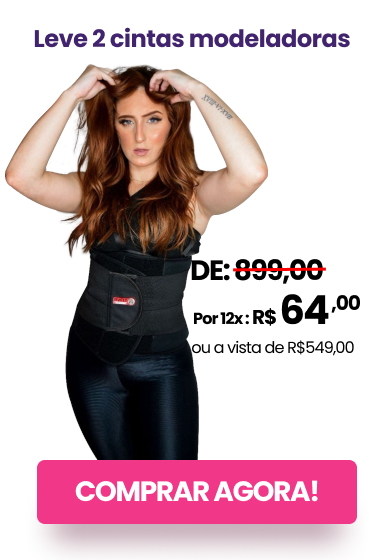 Leve 2 cintas modeladoras
DE: 899,00
Por 12x : R$ 64,00
ou a vista de R$549,00
COMPRAR AGORA!